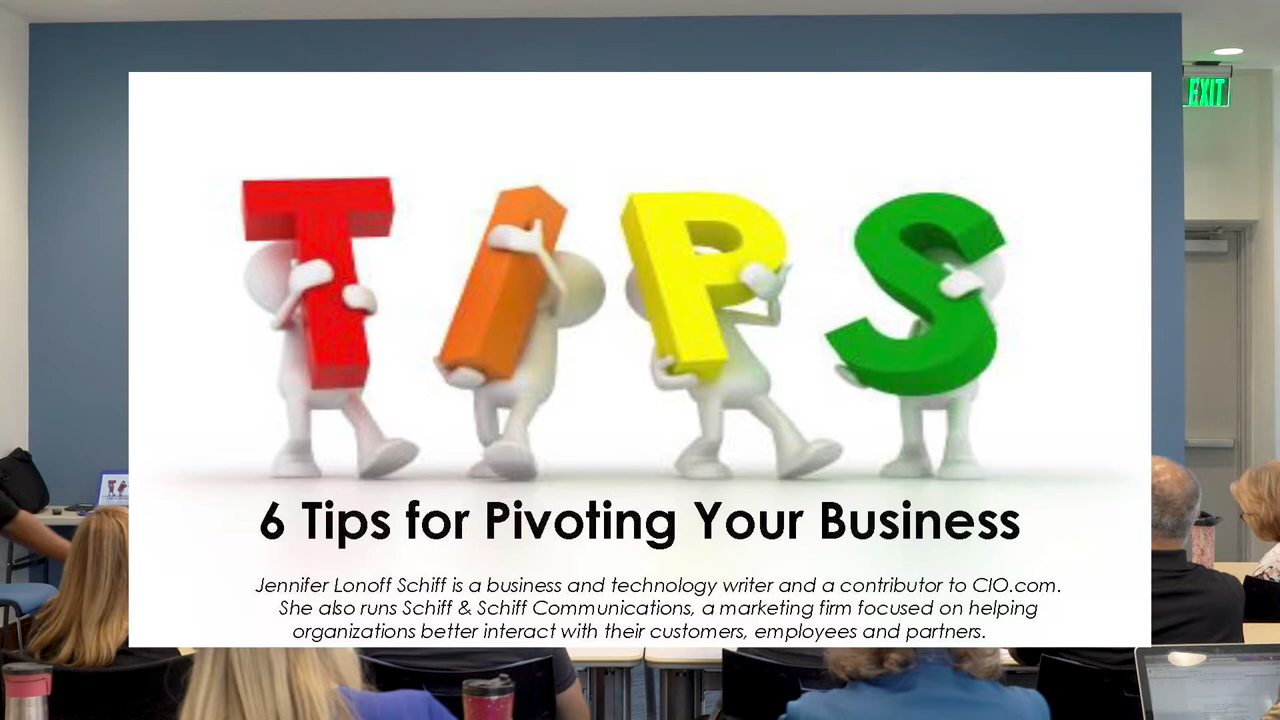 EXIT
TIPS
6 Tips for Pivoting Your Business
Jennifer Lonoff Schiff is a business and technology writer and a contributor to CIO.com.
She also runs Schiff & Schiff Communications, a marketing firm focused on helping
organizations better interact with their customers, employees and partners.